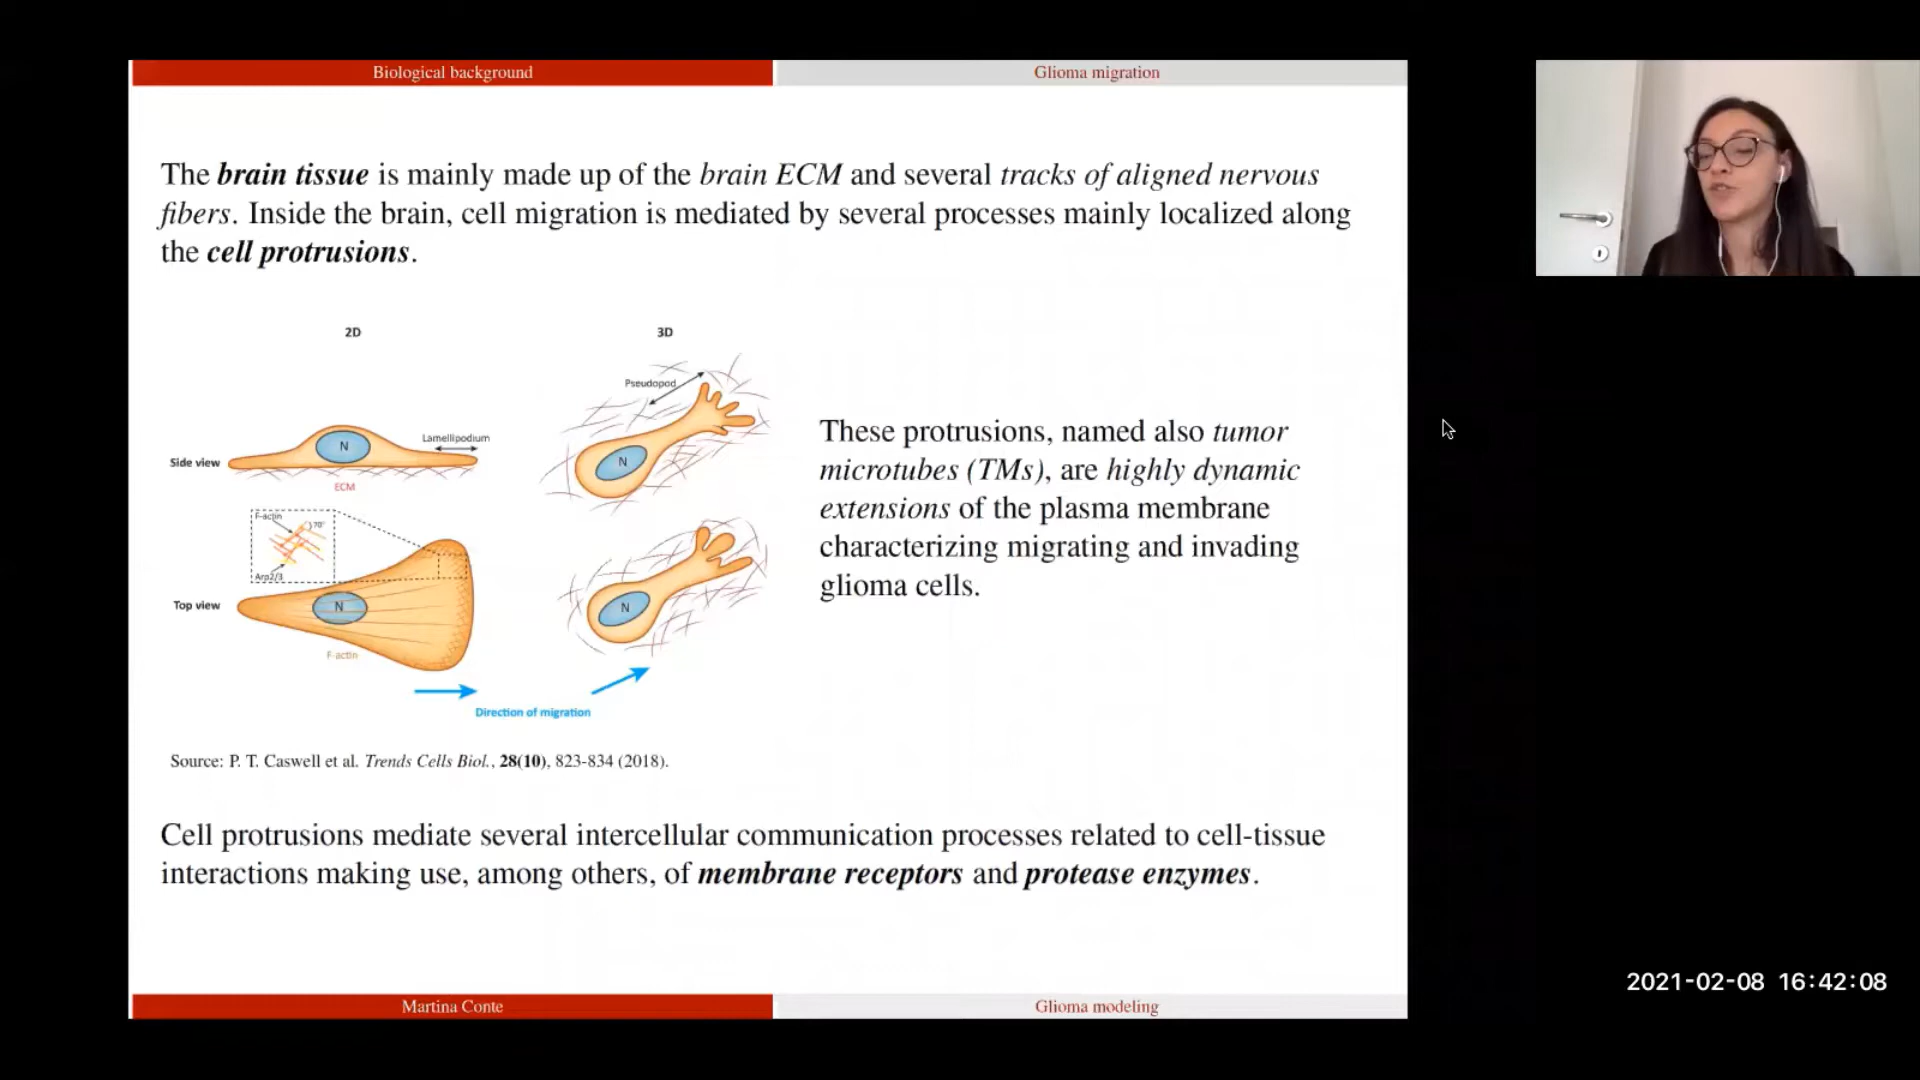 Biological background
Glioma migration
The brain tissue is mainly made up of the brain ECM and several tracks of aligned nervous
fibers. Inside the brain, cell migration is mediated by several processes mainly localized along
the cell protrusions.
2D
3D
Pseudopod
Lamellipodium
N
N
Side view
ECM
F-actin
70°
Arp2/3
N
N
Top view
F-actin
Direction of migration
These protrusions, named also tumor
microtubes (TMs), are highly dynamic
extensions of the plasma membrane
characterizing migrating and invading
glioma cells.
Source: P. T. Caswell et al. Trends Cells Biol., 28(10), 823-834 (2018).
Cell protrusions mediate several intercellular communication processes related to cell-tissue
interactions making use, among others, of membrane receptors and protease enzymes.
Martina Conte
Glioma modeling
2021-02-08 16:42:08